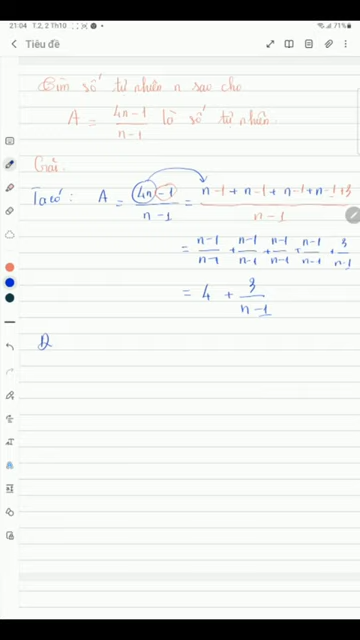 21:04 T.2, 2 Th10 71%
Tiêu đề
Tìm số tự nhiên n sao cho
A = 4n-1 / n-1 là số tự nhiên.
Giải.
Ta có: A = 4n-1 / n-1 = n-1 + n-1 + n-1 + n-1 + 3 / n-1
= n-1 / n-1 + n-1 / n-1 + n-1 / n-1 + n-1 / n-1 + 3 / n-1
= 4 + 3 / n-1